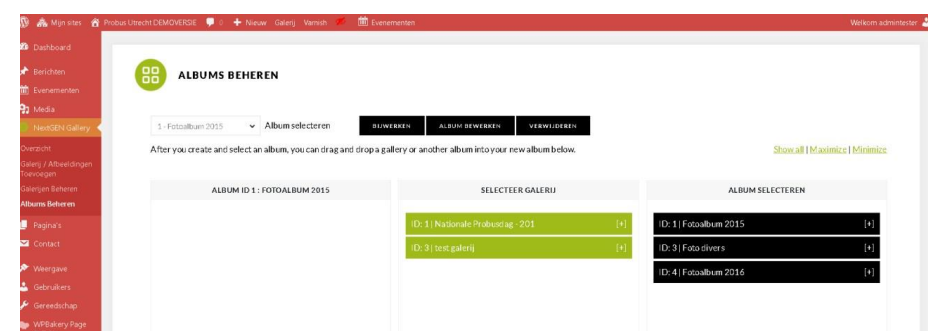 Mijn sites Probus Utrecht DEMOVERSIE 0 Nieuw Galerij Varnish Evenementen Welkom admintester
Dashboard
Berichten
Evenementen
Media
NextGEN Gallery
Overzicht
Galerij / Afbeeldingen
Toevoegen
Galerijen Beheren
Albums Beheren
Pagina's
Contact
Weergave
Gebruikers
Gereedschap
WPBakery Page
ALBUMS BEHEREN
1 - Fotoalbum 2015 Album selecteren BIJWERKEN ALBUM BEWERKEN VERWIJDEREN
After you create and select an album, you can drag and drop a gallery or another album into your new album below. Show all | Maximize | Minimize
ALBUM ID 1 : FOTOALBUM 2015 SELECTEER GALERIJ ALBUM SELECTEREN
ID: 1 | Nationale Probusdag - 201 [+] ID: 1 | Fotoalbum 2015 [+]
ID: 3 | test galerij [+] ID: 3 | Foto divers [+]
ID: 4 | Fotoalbum 2016 [+]